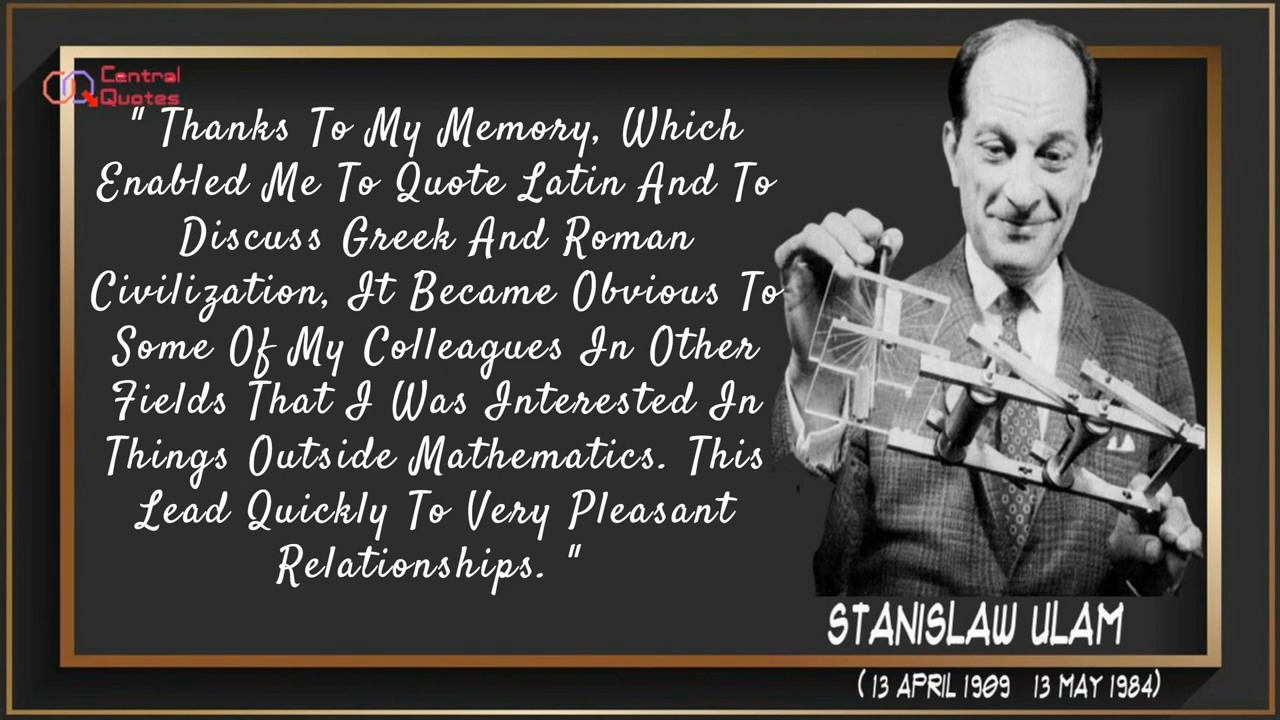 Central
Quotes
" Thanks To My Memory, Which
Enabled Me To Quote Latin And To
Discuss Greek And Roman
Civilization, It Became Obvious To
Some Of My Colleagues In Other
Fields That I Was Interested In
Things Outside Mathematics. This
Lead Quickly To Very Pleasant
Relationships. "
STANISLAW ULAM
( 13 APRIL 1909 13 MAY 1984)